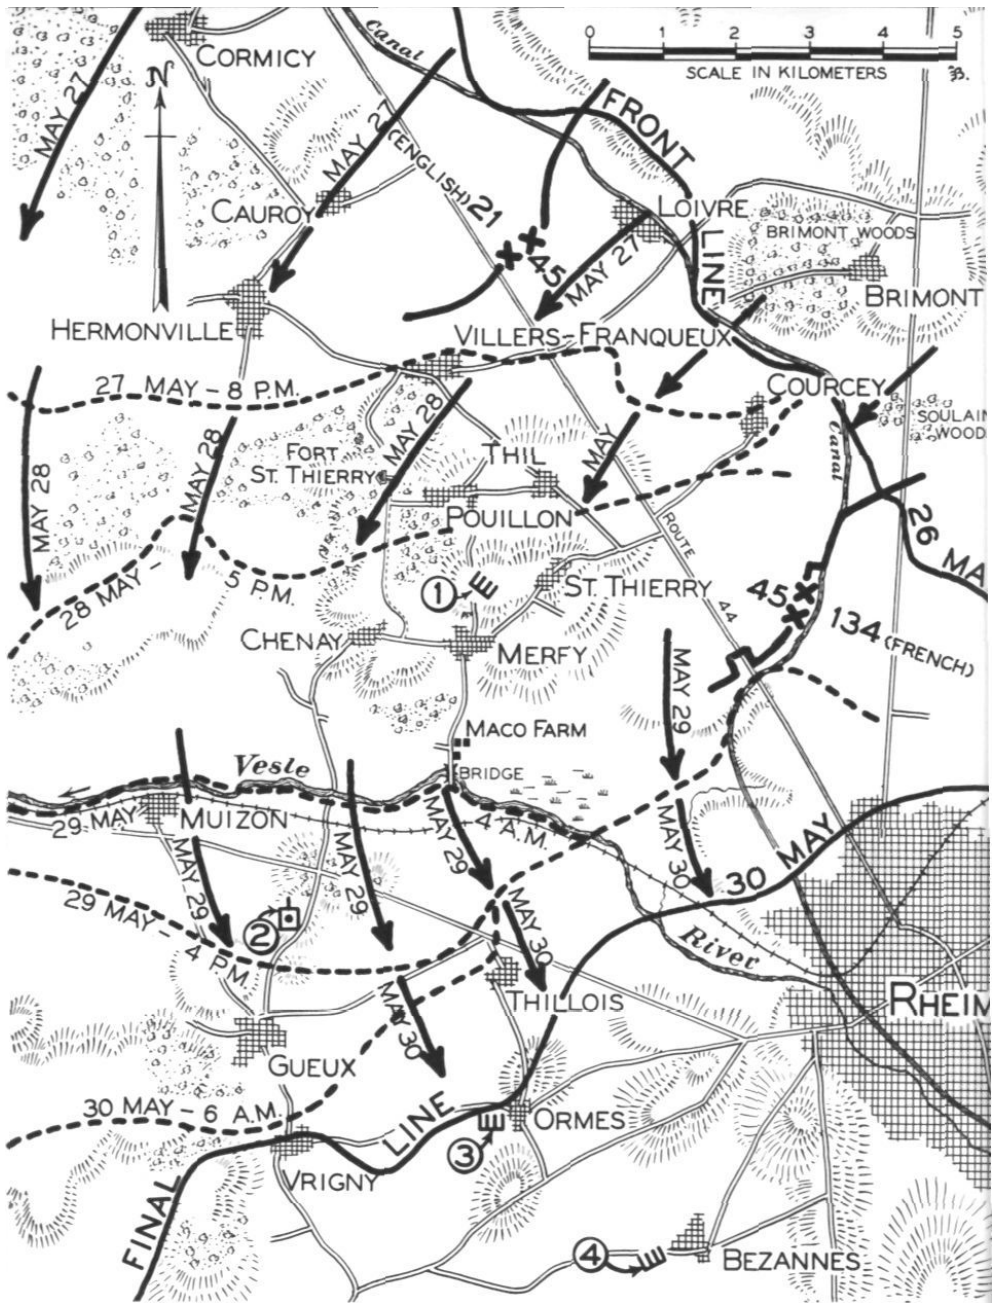 CORMICY
Canal
0 1 2 3 4 5
SCALE IN KILOMETERS
N
MAY 27
MAY 27
(ENGLISH) 21
FRONT
LINE
CAUROY
LOIVRE
BRIMONT WOODS
45
MAY 27
BRIMONT
HERMONVILLE
VILLERS-FRANQUEUX
27 MAY - 8 P.M.
COURCEY
SOULAIN
WOOD
MAY 28
MAY 28
MAY 28
MAY
FORT
ST. THIERRY
THIL
Canal
POUILLON
ROUTE 44
26 MA
28 MAY - 5 P.M.
1
ST. THIERRY
45
134 (FRENCH)
CHENAY
MERFY
MAY 29
MACO FARM
BRIDGE
Vesle
29 MAY
4 A.M.
MUIZON
MAY 29
MAY 29
MAY 29
MAY 30
30 MAY
29 MAY - 4 P.M.
2
MAY 30
River
THILLOIS
RHEIM
MAY 30
GUEUX
30 MAY - 6 A.M.
LINE
ORMES
3
VRIGNY
FINAL
4
BEZANNES